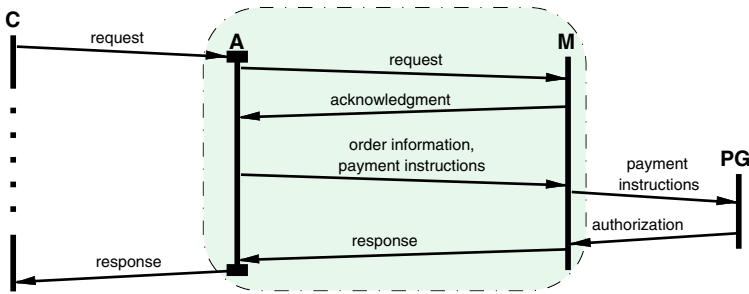 C
A
M
request
request
acknowledgment
order information,
payment instructions
PG
payment
instructions
authorization
response
response